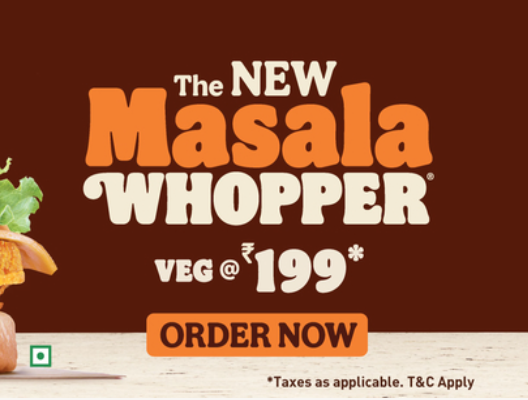 The NEW
Masala
WHOPPER®
VEG @ ₹199*
ORDER NOW
*Taxes as applicable. T&C Apply